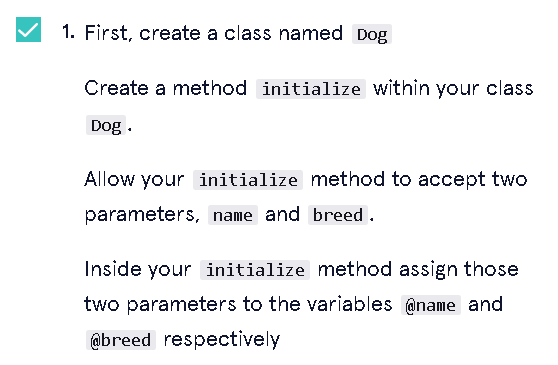 1. First, create a class named Dog
Create a method initialize within your class
Dog.
Allow your initialize method to accept two
parameters, name and breed.
Inside your initialize method assign those
two parameters to the variables @name and
@breed respectively